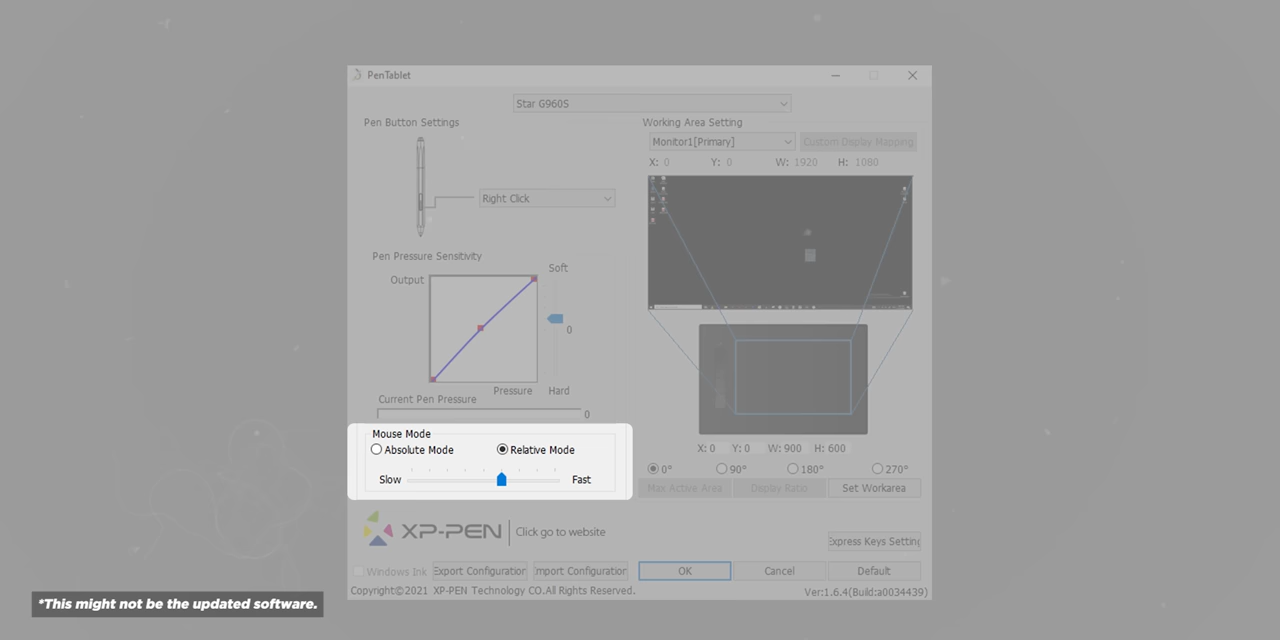 PenTablet
Star G960S
Pen Button Settings
Right Click
Pen Pressure Sensitivity
Output
Soft
0
Hard
Pressure
Current Pen Pressure
0
Mouse Mode
Absolute Mode
Relative Mode
Slow
Fast
Working Area Setting
Monitor1[Primary]
Custom Display Mapping
X: 0 Y: 0 W: 1920 H: 1080
X: 0 Y: 0 W: 900 H: 600
0° 90° 180° 270°
Max Active Area
Display Ratio
Set Workarea
XP-PEN
Click go to website
Express Keys Setting
Windows Ink
Export Configuration
Import Configuration
OK
Cancel
Default
Copyright©2021 XP-PEN Technology CO.All Rights Reserved.
Ver:1.6.4(Build:a0034439)
*This might not be the updated software.